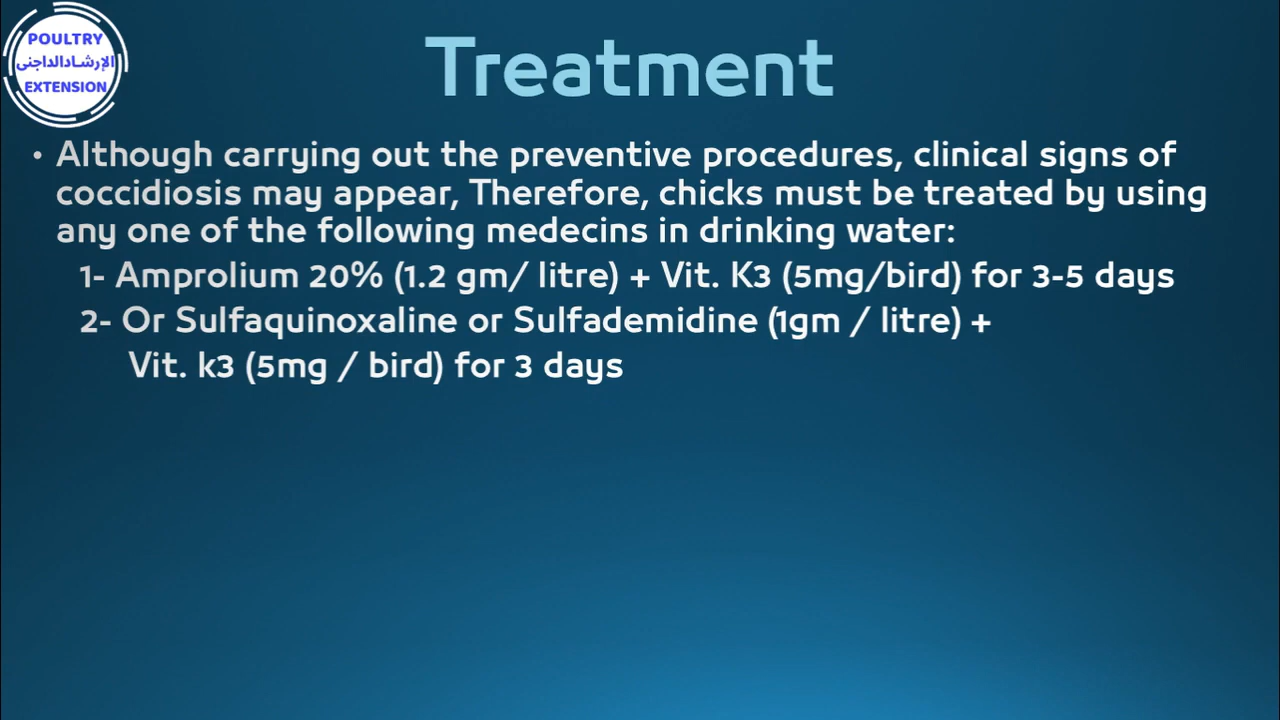 POULTRY
الإرشادالداجنى
EXTENSION
Treatment
• Although carrying out the preventive procedures, clinical signs of
coccidiosis may appear, Therefore, chicks must be treated by using
any one of the following medecins in drinking water:
1- Amprolium 20% (1.2 gm/ litre) + Vit. K3 (5mg/bird) for 3-5 days
2- Or Sulfaquinoxaline or Sulfademidine (1gm / litre) +
Vit. k3 (5mg / bird) for 3 days